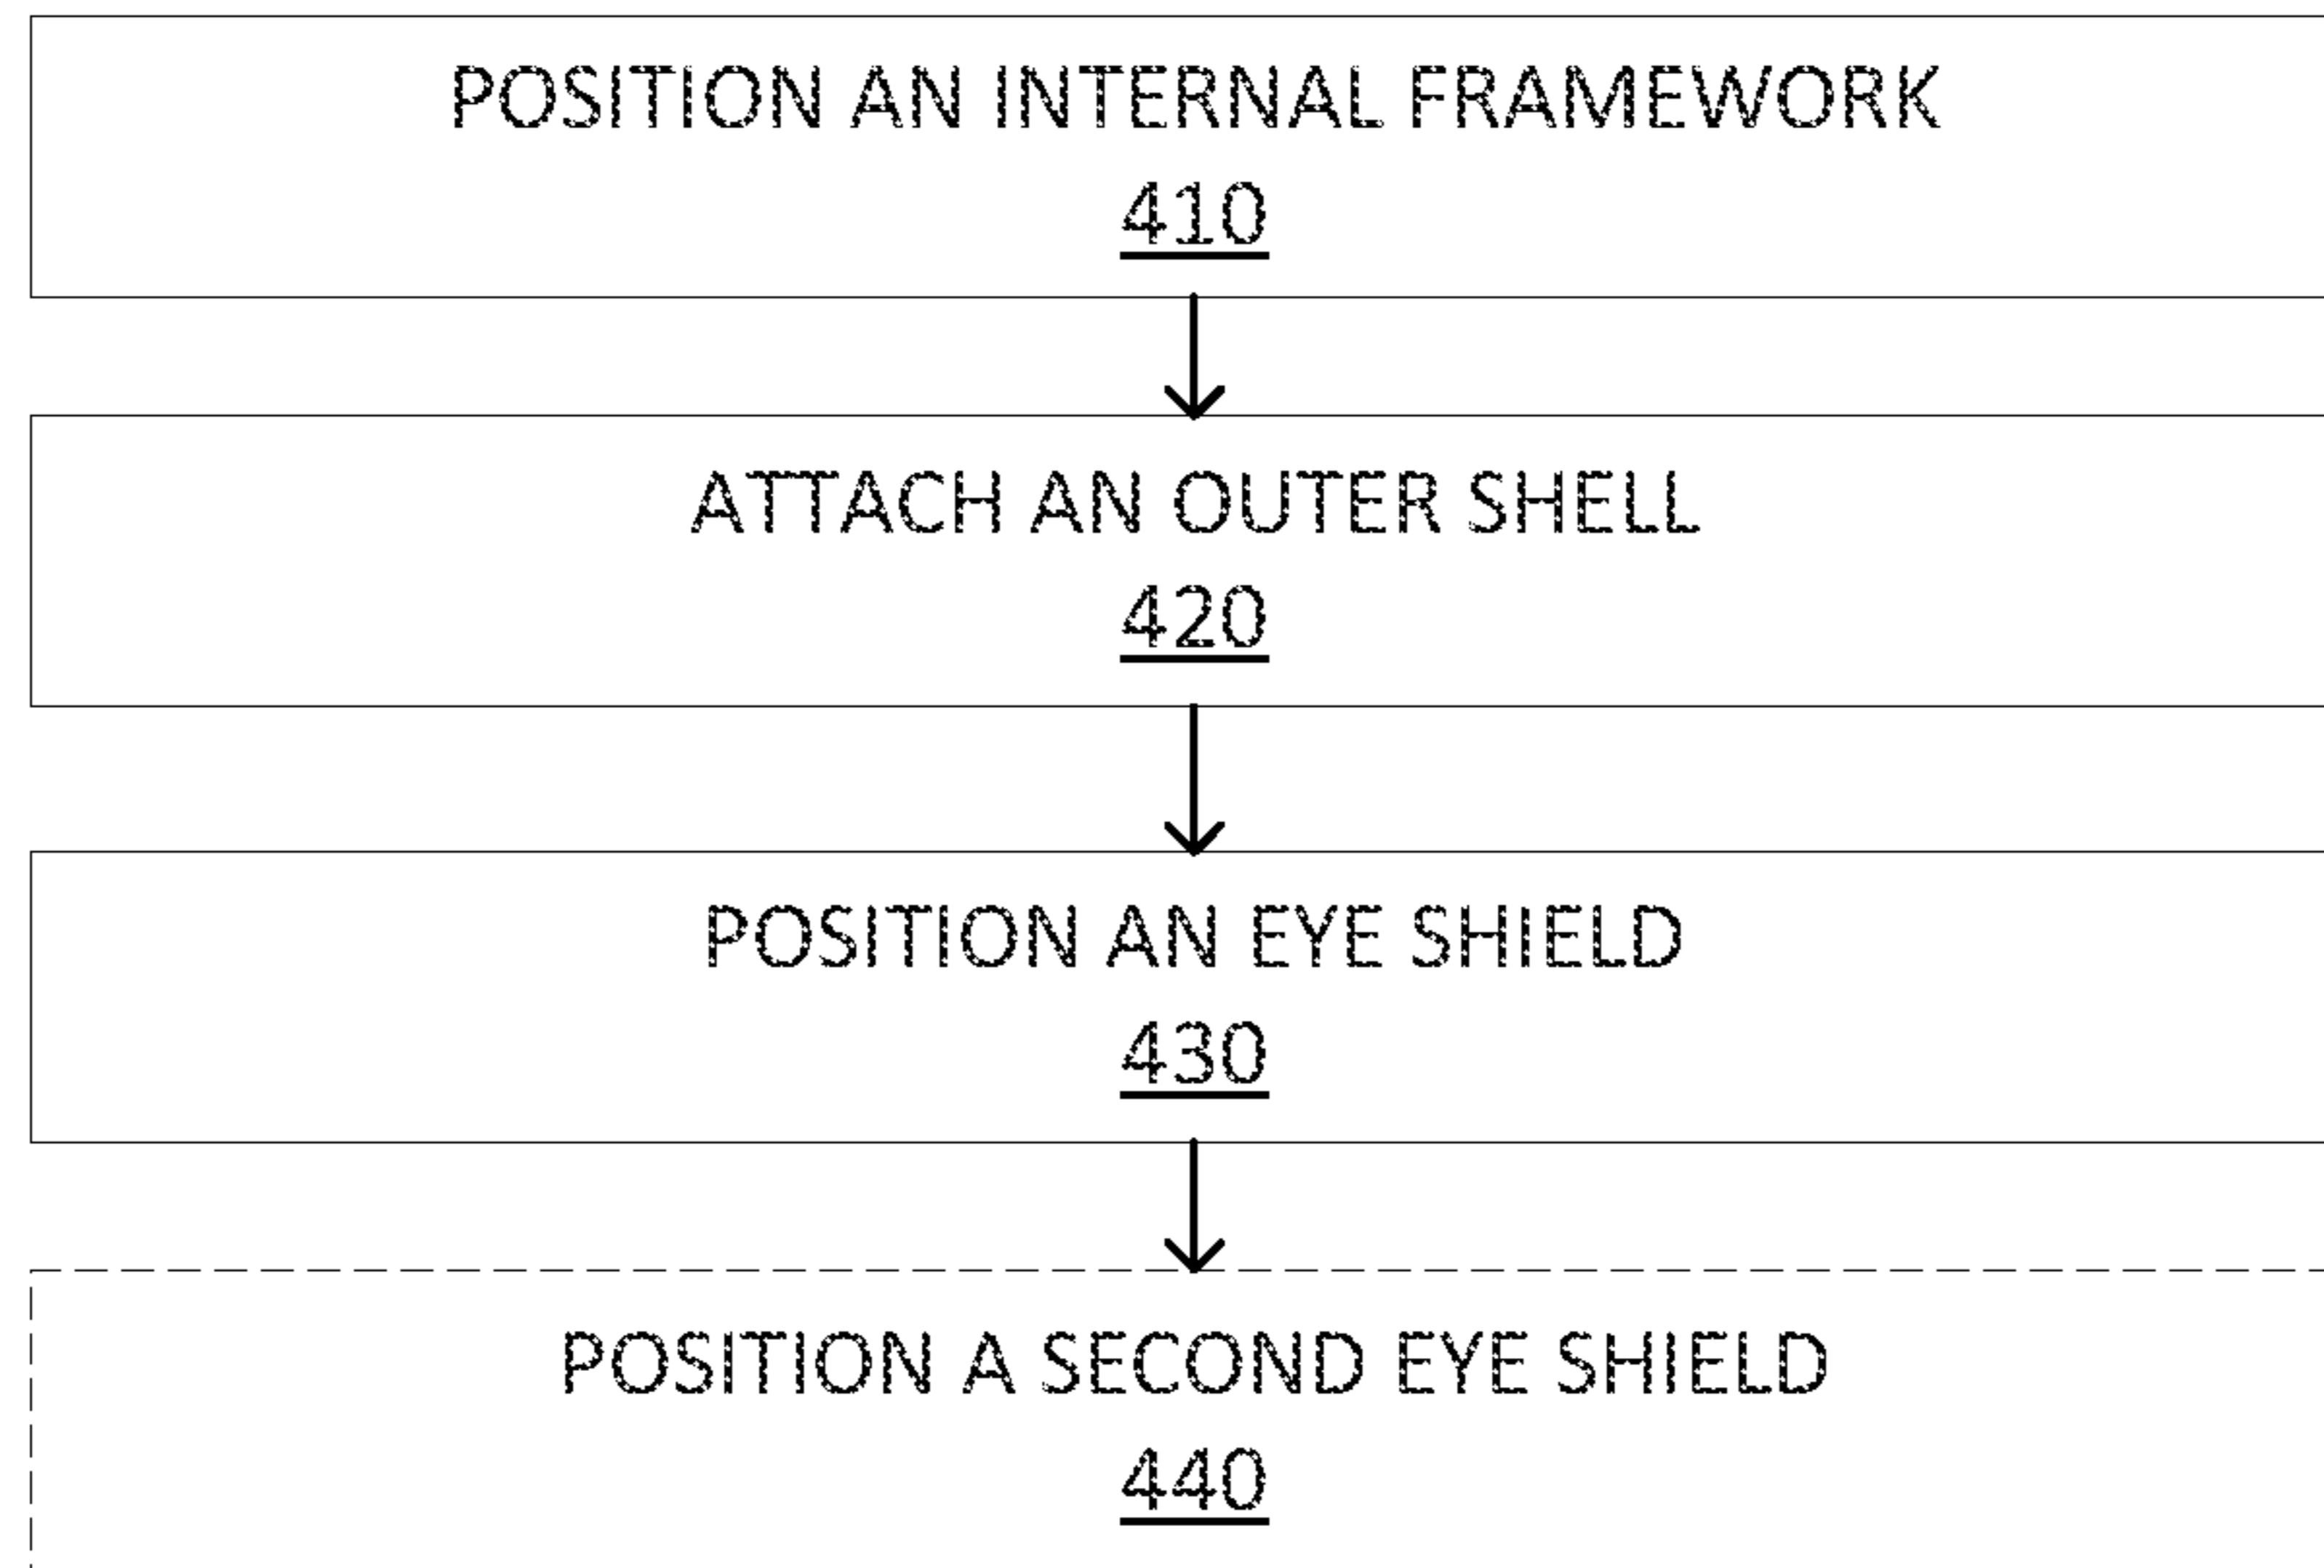 POSITION AN INTERNAL FRAMEWORK
410
ATTACH AN OUTER SHELL
420
POSITION AN EYE SHIELD
430
POSITION A SECOND EYE SHIELD
440